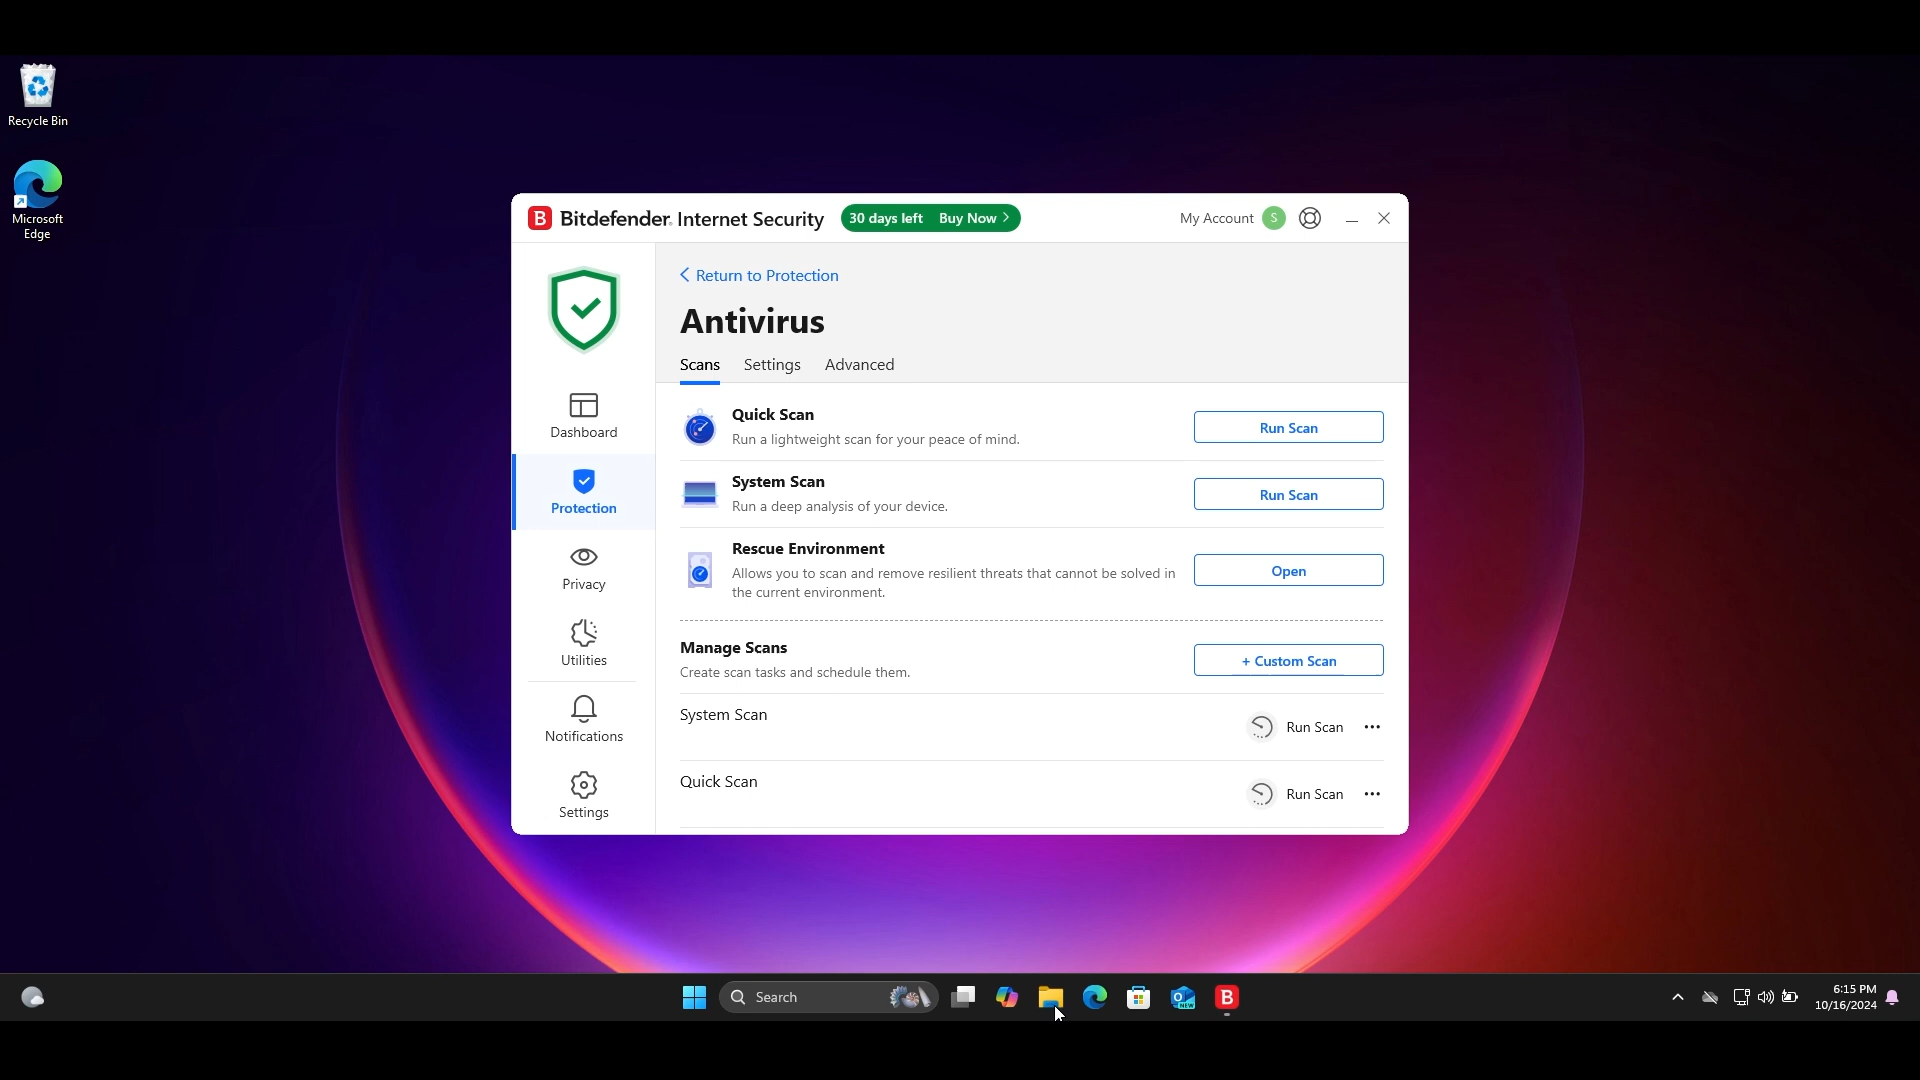 Recycle Bin
Microsoft
Edge
B Bitdefender Internet Security
30 days left Buy Now
My Account S
Return to Protection
Antivirus
Scans Settings Advanced
Dashboard
Protection
Privacy
Utilities
Notifications
Settings
Quick Scan
Run a lightweight scan for your peace of mind.
Run Scan
System Scan
Run a deep analysis of your device.
Run Scan
Rescue Environment
Allows you to scan and remove resilient threats that cannot be solved in
the current environment.
Open
Manage Scans
Create scan tasks and schedule them.
+ Custom Scan
System Scan
Run Scan
Quick Scan
Run Scan
Search
NEW
B
6:15 PM
10/16/2024